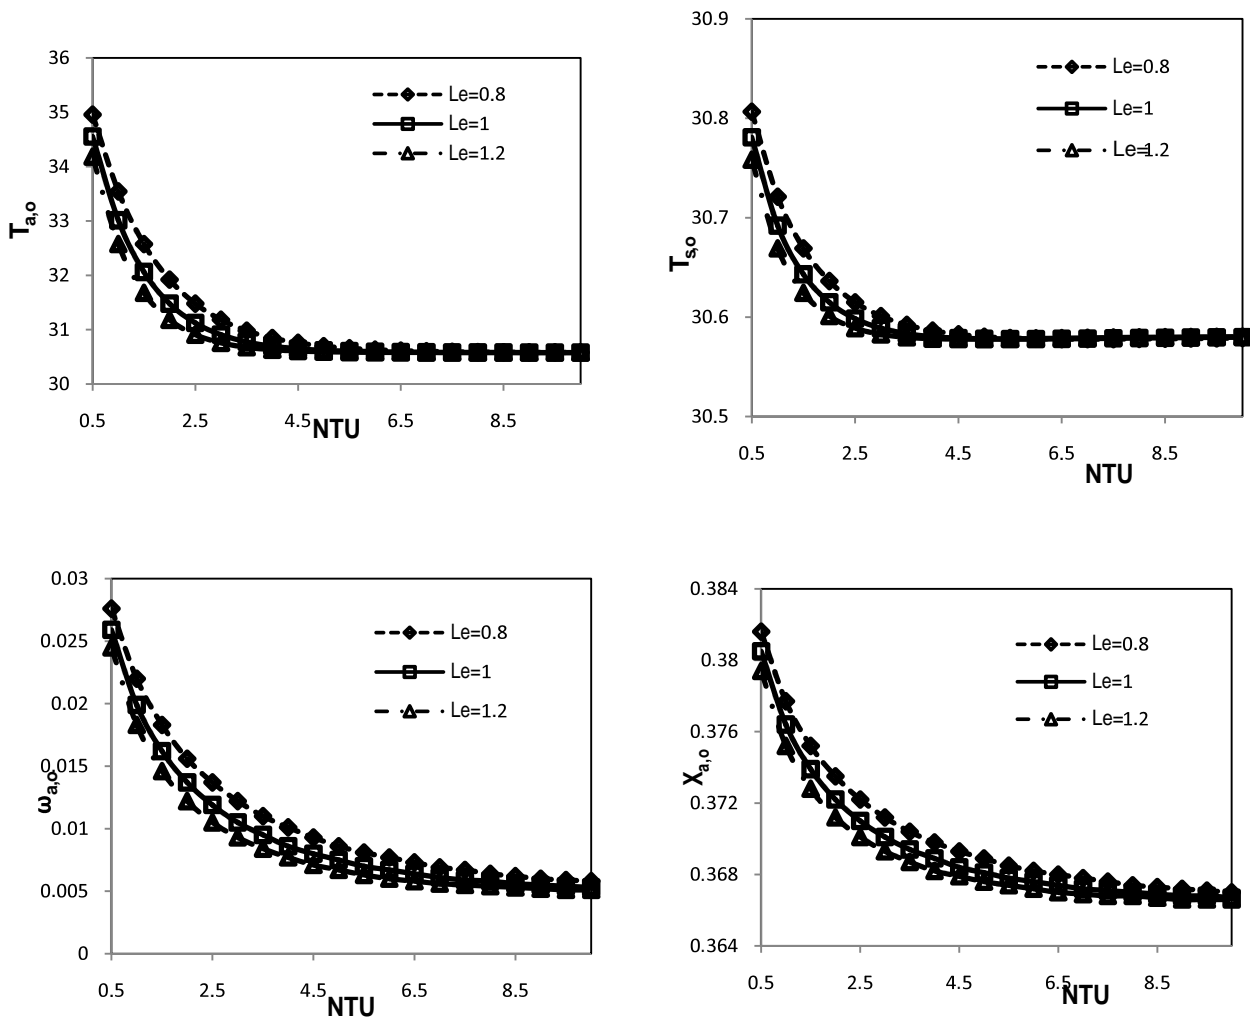 36
35
34
33
32
31
30
T a,o
Le=0.8
Le=1
Le=1.2
0.5 2.5 4.5 6.5 8.5
NTU
30.9
30.8
30.7
30.6
30.5
T s,o
Le=0.8
Le=1
Le=1.2
0.5 2.5 4.5 6.5 8.5
NTU
0.03
0.025
0.02
0.015
0.01
0.005
0
ω a,o
Le=0.8
Le=1
Le=1.2
0.5 2.5 4.5 6.5 8.5
NTU
0.384
0.38
0.376
0.372
0.368
0.364
X a,o
Le=0.8
Le=1
Le=1.2
0.5 2.5 4.5 6.5 8.5
NTU